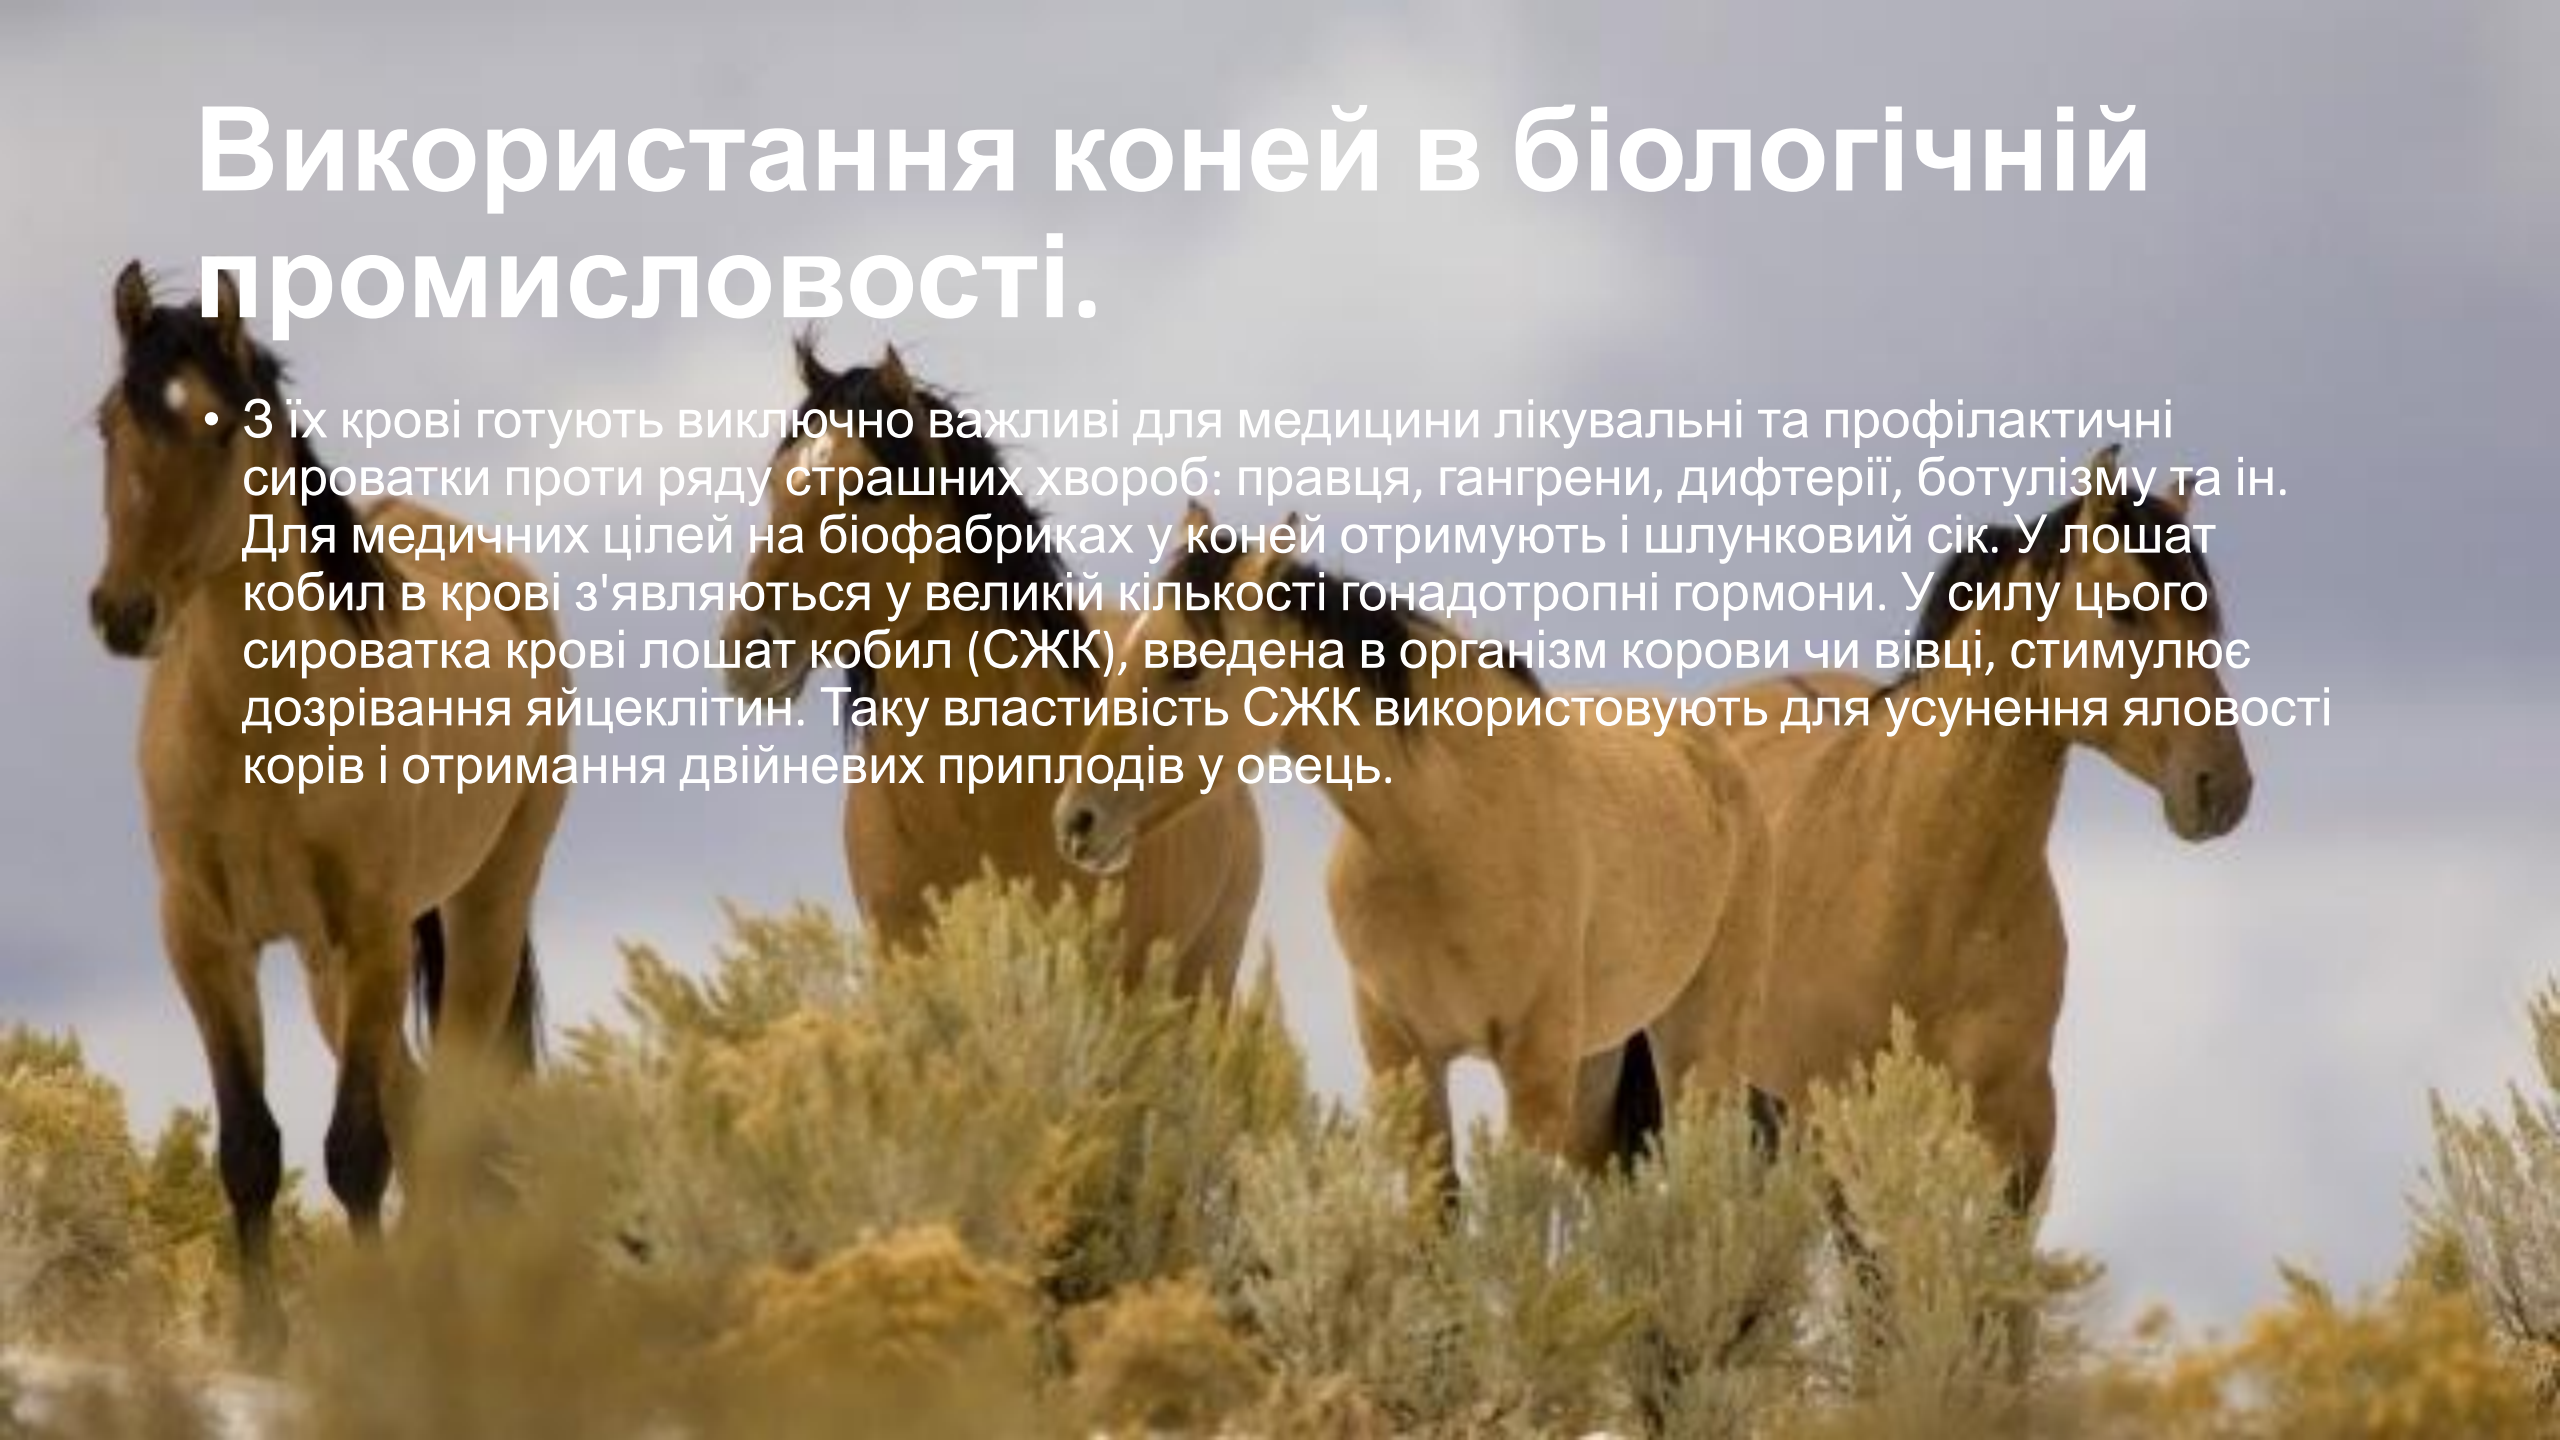 Використання коней в біологічній
промисловості.
• З їх крові готують виключно важливі для медицини лікувальні та профілактичні
сироватки проти ряду страшних хвороб: правця, гангрени, дифтерії, ботулізму та ін.
Для медичних цілей на біофабриках у коней отримують і шлунковий сік. У лошат
кобил в крові з'являються у великій кількості гонадотропні гормони. У силу цього
сироватка крові лошат кобил (СЖК), введена в організм корови чи вівці, стимулює
дозрівання яйцеклітин. Таку властивість СЖК використовують для усунення яловості
корів і отримання двійневих приплодів у овець.